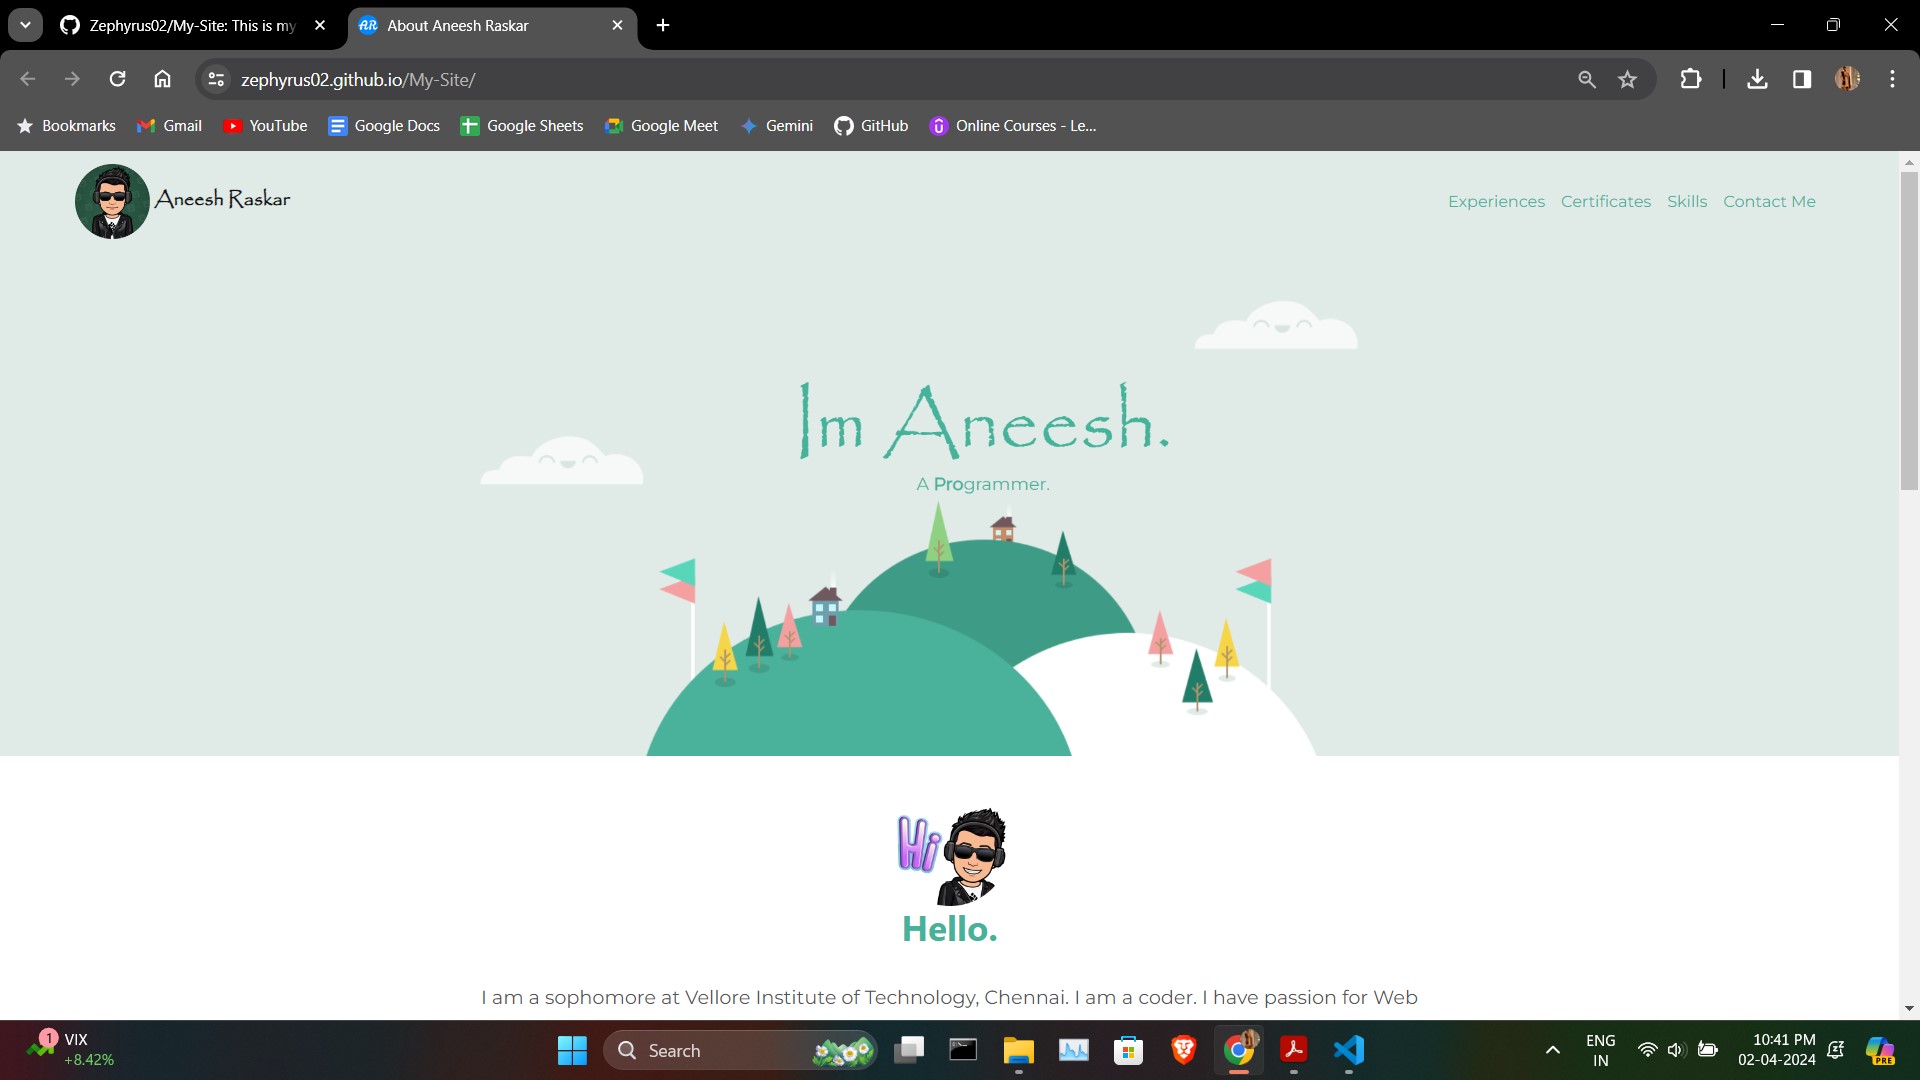 Zephyrus02/My-Site: This is my
AR About Aneesh Raskar
zephyrus02.github.io/My-Site/
Bookmarks Gmail YouTube Google Docs Google Sheets Google Meet Gemini GitHub Online Courses - Le...
Aneesh Raskar
Experiences Certificates Skills Contact Me
Im Aneesh.
A Programmer.
Hi
Hello.
I am a sophomore at Vellore Institute of Technology, Chennai. I am a coder. I have passion for Web
1
VIX
+8.42%
Search
ENG
IN
10:41 PM
02-04-2024
PRE